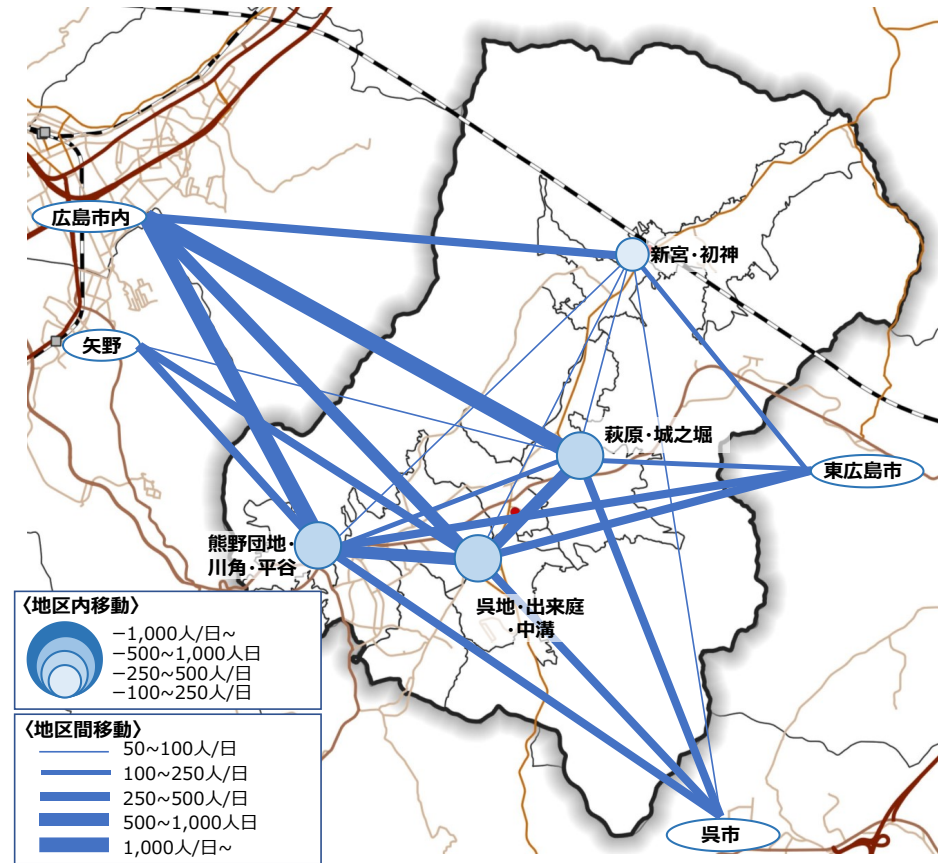 広島市内
新宮・初神
矢野
萩原・城之堀
東広島市
熊野団地・
川角・平谷
呉地・出来庭
・中溝
呉市
〈地区内移動〉
−1,000人/日~
−500~1,000人日
−250~500人/日
−100~250人/日
〈地区間移動〉
50~100人/日
100~250人/日
250~500人/日
500~1,000人日
1,000人/日~